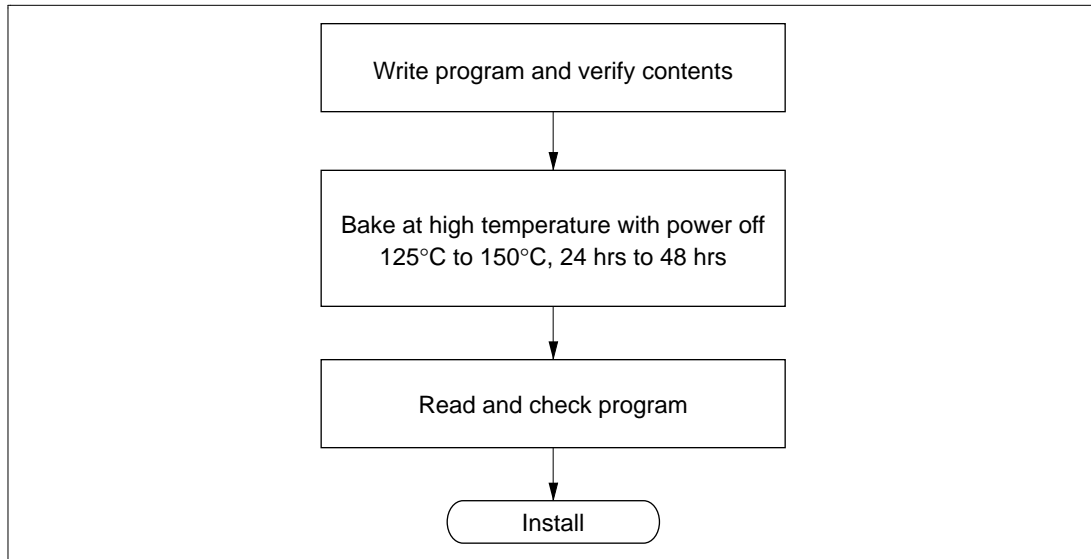 Write program and verify contents
Bake at high temperature with power off
125°C to 150°C, 24 hrs to 48 hrs
Read and check program
Install